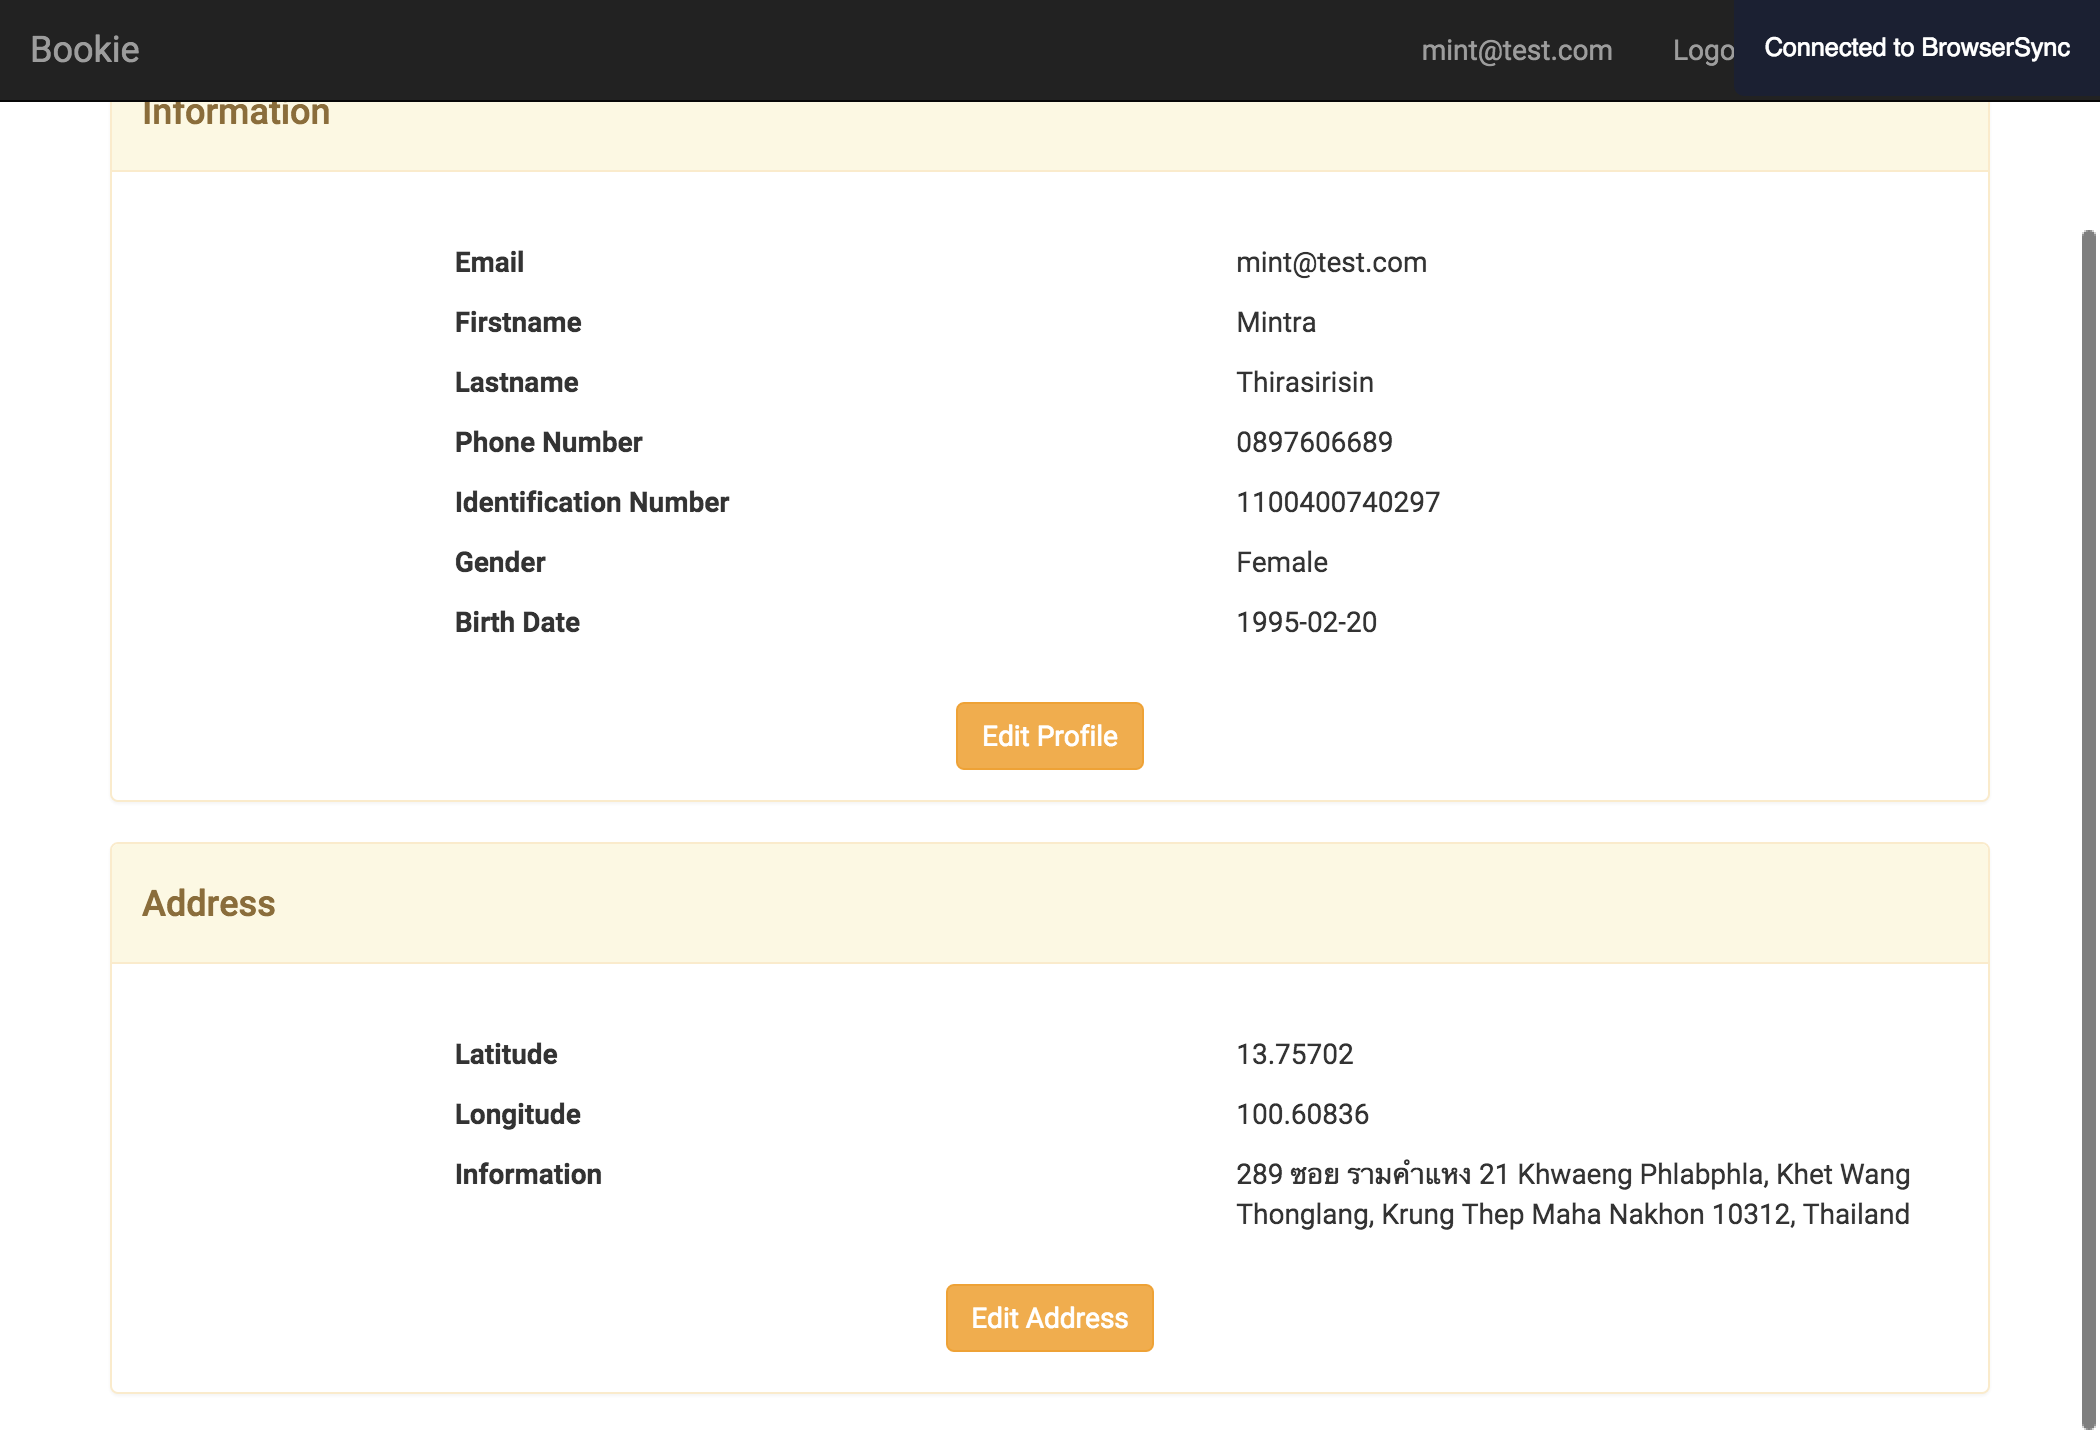 Bookie mint@test.com Logo Connected to BrowserSync
Information
Email mint@test.com
Firstname Mintra
Lastname Thirasirisin
Phone Number 0897606689
Identification Number 1100400740297
Gender Female
Birth Date 1995-02-20
Edit Profile
Address
Latitude 13.75702
Longitude 100.60836
Information 289 ซอย รามคำแหง 21 Khwaeng Phlabphla, Khet Wang
Thonglang, Krung Thep Maha Nakhon 10312, Thailand
Edit Address